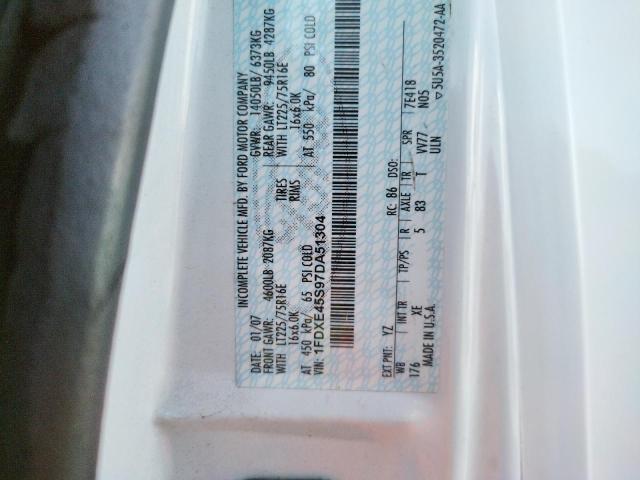 INCOMPLETE VEHICLE MFD. BY FORD MOTOR COMPANY
DATE: 01/07 GVWR: 14050LB/ 6373KG
FRONT GAWR: 4600LB 2087KG REAR GAWR: 9450LB 4287KG
WITH LT225/75R16E TIRES WITH LT225/75R16E
16x6.0K RIMS 16x6.0K
AT 450 kPa/ 65 PSI COLD AT 550 kPa/ 80 PSI COLD
VIN: 1FDXE45S97DA51304
EXT PNT: YZ RC: 86 DSO:
WB INT TR TP/PS R AXLE TR SPR 7E418
176 XE 5 83 T VV77 N05
MADE IN U.S.A. ULN
▽5U5A-3520472-AA